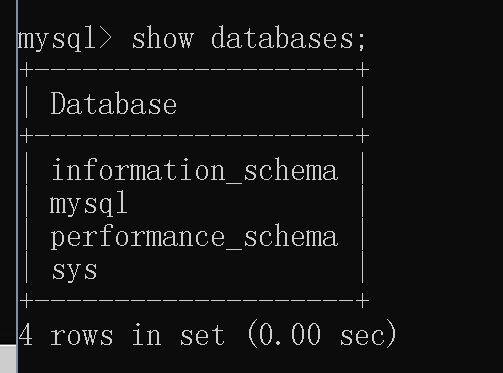 mysql> show databases;
+--------------------+
| Database           |
+--------------------+
| information_schema |
| mysql              |
| performance_schema |
| sys                |
+--------------------+
4 rows in set (0.00 sec)